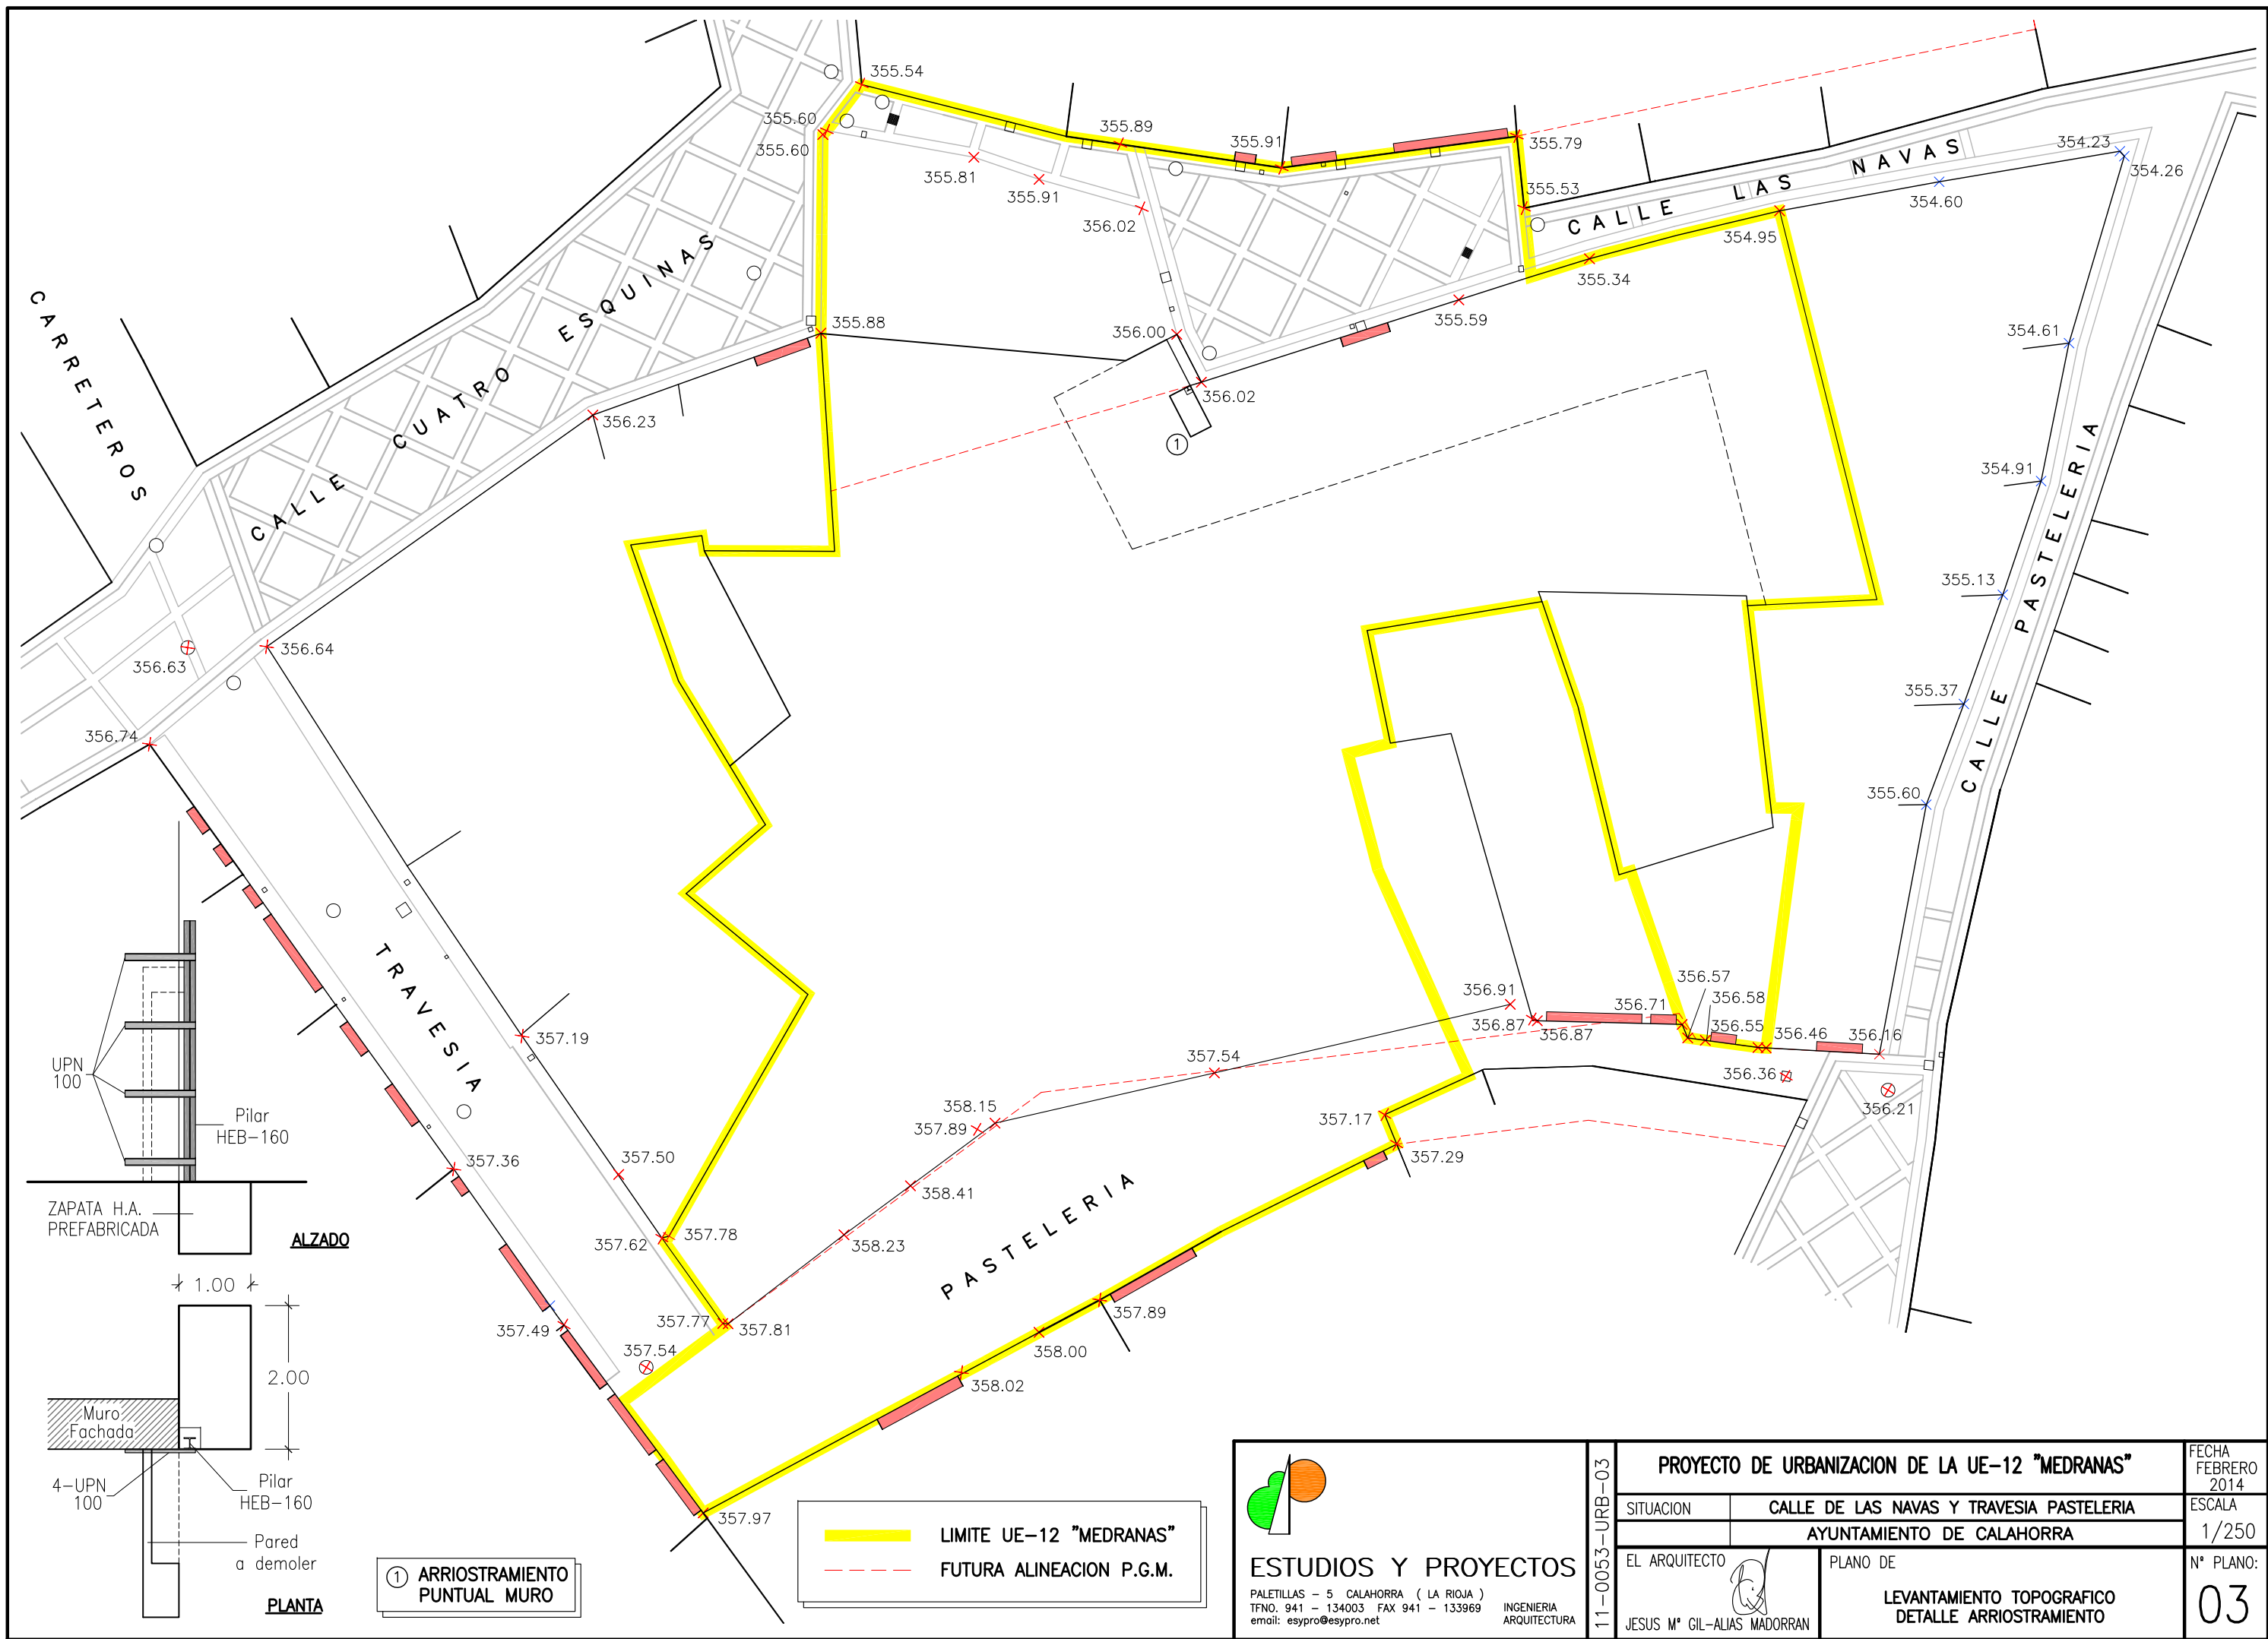 355.54
355.60
355.60
355.89
355.91
355.79
355.81
355.91
356.02
355.53
354.23
354.26
354.60
354.95
355.34
355.59
355.88
356.00
356.02
356.23
354.61
354.91
355.13
355.37
355.60
CALLE LAS NAVAS
CARRETEROS
CALLE CUATRO ESQUINAS
CALLE PASTELERIA
1
356.63
356.64
356.74
TRAVESIA
357.19
357.36
357.50
357.78
357.62
357.77
357.81
357.49
357.54
357.97
358.15
357.89
358.41
358.23
357.54
356.91
356.87
356.87
356.71
356.57
356.58
356.55
356.46
356.16
356.36
356.21
357.17
357.29
PASTELERIA
357.89
358.00
358.02
UPN
100
Pilar
HEB-160
ZAPATA H.A.
PREFABRICADA
ALZADO
1.00
2.00
Muro
Fachada
4-UPN
100
Pilar
HEB-160
Pared
a demoler
PLANTA
1 ARRIOSTRAMIENTO
PUNTUAL MURO
LIMITE UE-12 "MEDRANAS"
FUTURA ALINEACION P.G.M.
ESTUDIOS Y PROYECTOS
PALETILLAS - 5 CALAHORRA ( LA RIOJA )
TFNO. 941 - 134003 FAX 941 - 133969
email: esypro@esypro.net
INGENIERIA
ARQUITECTURA
11-0053-URB-03
PROYECTO DE URBANIZACION DE LA UE-12 "MEDRANAS"
FECHA
FEBRERO
2014
SITUACION
CALLE DE LAS NAVAS Y TRAVESIA PASTELERIA
AYUNTAMIENTO DE CALAHORRA
ESCALA
1/250
EL ARQUITECTO
JESUS Mª GIL-ALIAS MADORRAN
PLANO DE
LEVANTAMIENTO TOPOGRAFICO
DETALLE ARRIOSTRAMIENTO
Nº PLANO:
03